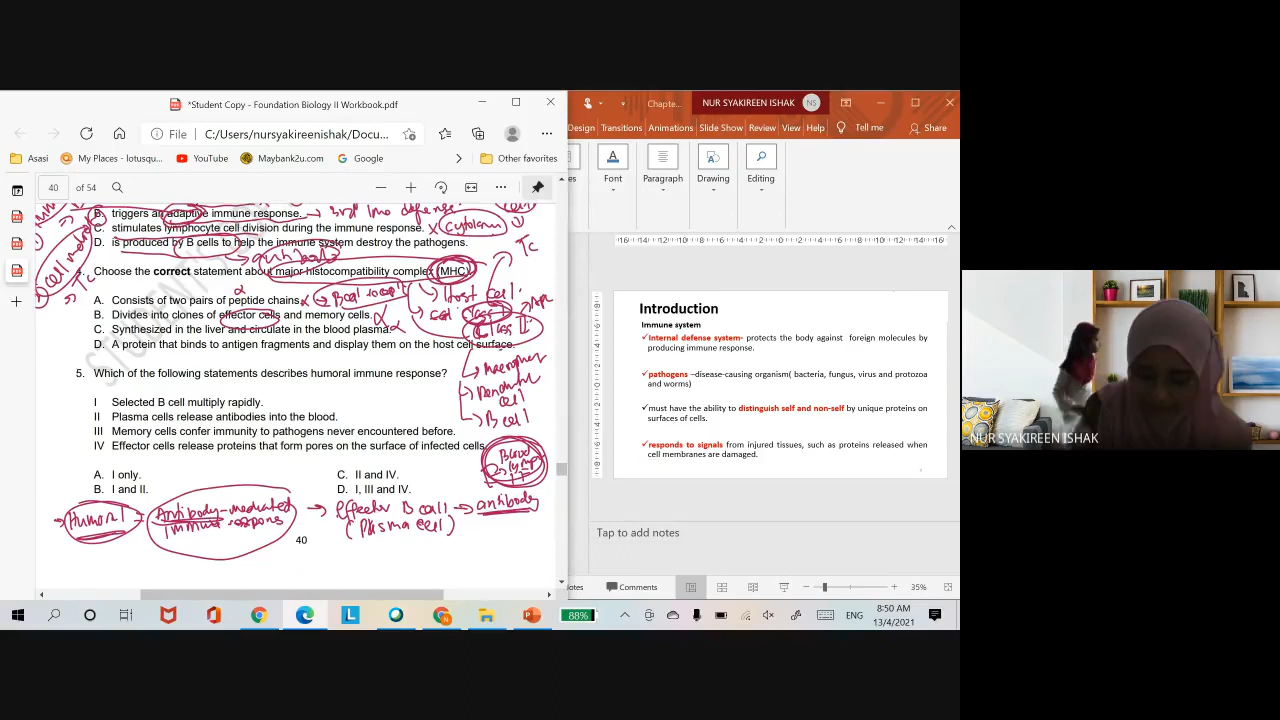 *Student Copy - Foundation Biology II Workbook.pdf
File
C:/Users/nursyakireenishak/Docu...
Asasi
My Places - lotusqu...
YouTube
Maybank2u.com
Google
Other favorites
40 of 54
B. triggers an adaptive immune response.
C. stimulates lymphocyte cell division during the immune response.
x cytokine
D. is produced by B cells to help the immune system destroy the pathogens.
antibody
Tc
Choose the correct statement about major histocompatibility complex (MHC)
A. Consists of two pairs of peptide chains.
Host cell
B. Divides into clones of effector cells and memory cells.
C. Synthesized in the liver and circulate in the blood plasma.
Class II
D. A protein that binds to antigen fragments and display them on the host cell surface.
5. Which of the following statements describes humoral immune response?
Dendritic
cell
B cell
I Selected B cell multiply rapidly.
II Plasma cells release antibodies into the blood.
III Memory cells confer immunity to pathogens never encountered before.
IV Effector cells release proteins that form pores on the surface of infected cells
Blood
A. I only.
C. II and IV.
B. I and II.
D. I, III and IV.
Antibody-mediated
immune respons
Effector B cell
(Plasma cell)
antibody
40
Chapte...
NUR SYAKIREEN ISHAK
NS
Design
Transitions
Animations
Slide Show
Review
View
Help
Tell me
Share
Font
Paragraph
Drawing
Editing
Introduction
Immune system
✓Internal defense system- protects the body against foreign molecules by
producing immune response.
✓pathogens –disease-causing organism( bacteria, fungus, virus and protozoa
and worms)
✓must have the ability to distinguish self and non-self by unique proteins on
surfaces of cells.
✓responds to signals from injured tissues, such as proteins released when
cell membranes are damaged.
Tap to add notes
Notes
Comments
35%
88%
ENG
8:50 AM
13/4/2021
NUR SYAKIREEN ISHAK